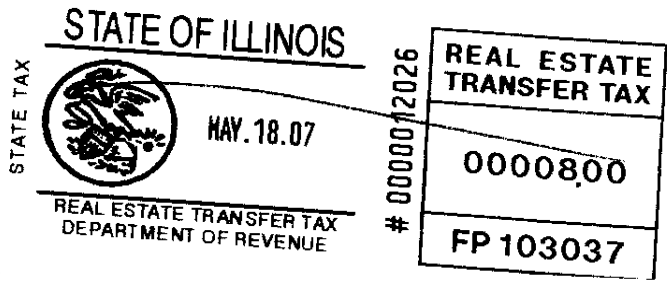 STATE OF ILLINOIS
STATE TAX
MAY.18.07
REAL ESTATE TRANSFER TAX
DEPARTMENT OF REVENUE
# 0000012026
REAL ESTATE
TRANSFER TAX
0000800
FP 103037